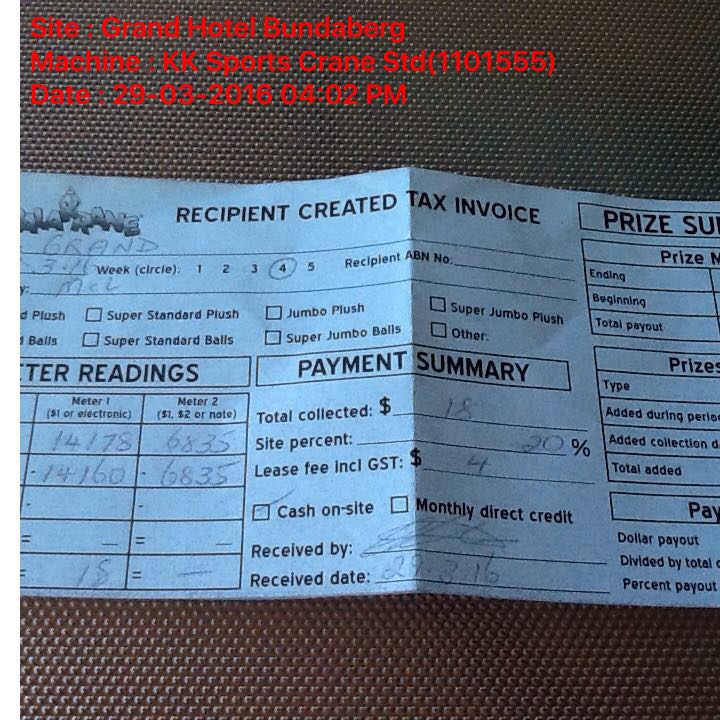 Site : Grand Hotel Bundaberg
Machine : KK Sports Crane Std(1101555)
Date : 29-03-2016 04:02 PM
RECIPIENT CREATED TAX INVOICE
PRIZE SU
GRAND
Prize M
3.16 Week (circle): 1 2 3 4 5 Recipient ABN No:
Ending
y: Mel
Beginning
d Plush Super Standard Plush Jumbo Plush Super Jumbo Plush
Total payout
Balls Super Standard Balls Super Jumbo Balls Other:
TER READINGS
PAYMENT SUMMARY
Prizes
Meter 1 Meter 2
($1 or electronic) ($1, $2 or note)
Type
Total collected: $ 18
Added during perio
14178 6835
Site percent: 20 %
Added collection d
-14160 - 6835
Lease fee incl GST: $ 4
Total added
- -
Cash on-site Monthly direct credit
Pay
= — = —
Received by:
Dollar payout
Divided by total c
= 18 = —
Received date: 29.3.16
Percent payout